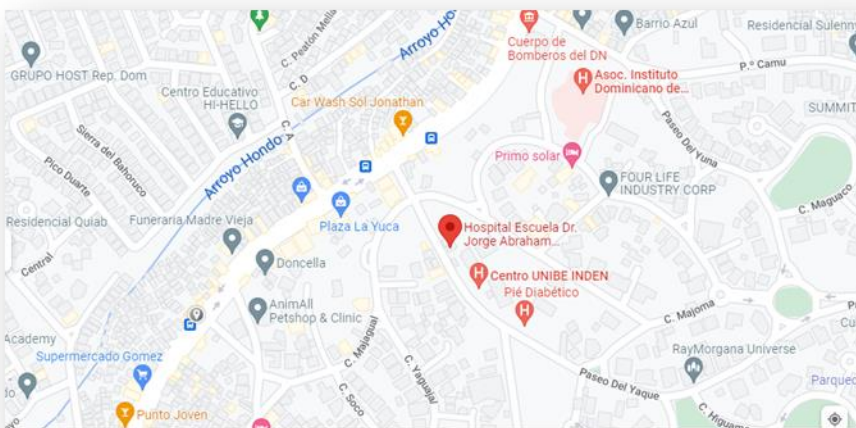 Barrio Azul
Residencial Sulenny
C. Peatón Mella
Arroyo Hondo
Cuerpo de
Bomberos del DN
GRUPO HOST Rep. Dom
C. D
P.º Camu
Asoc. Instituto
Dominicano de...
Centro Educativo
HI-HELLO
Car Wash Sol Jonathan
SUMMIT
Paseo del Yuna
C. A
Sierra del Bahoruco
Primo solar
Pico Duarte
Arroyo Hondo
FOUR LIFE
INDUSTRY CORP
C. Maguaco
Residencial Quiab
Funeraria Madre Vieja
Plaza La Yuca
Hospital Escuela Dr.
Jorge Abraham...
Central
Doncella
Centro UNIBE INDEN
Pié Diabético
AnimAll
Petshop & Clinic
C. Majoma
Academy
C. Majagual
RayMorgana Universe
Supermercado Gomez
C. Yaguajal
Paseo Del Yaque
Parqueo
C. Soco
Punto Joven
C. Higuamo